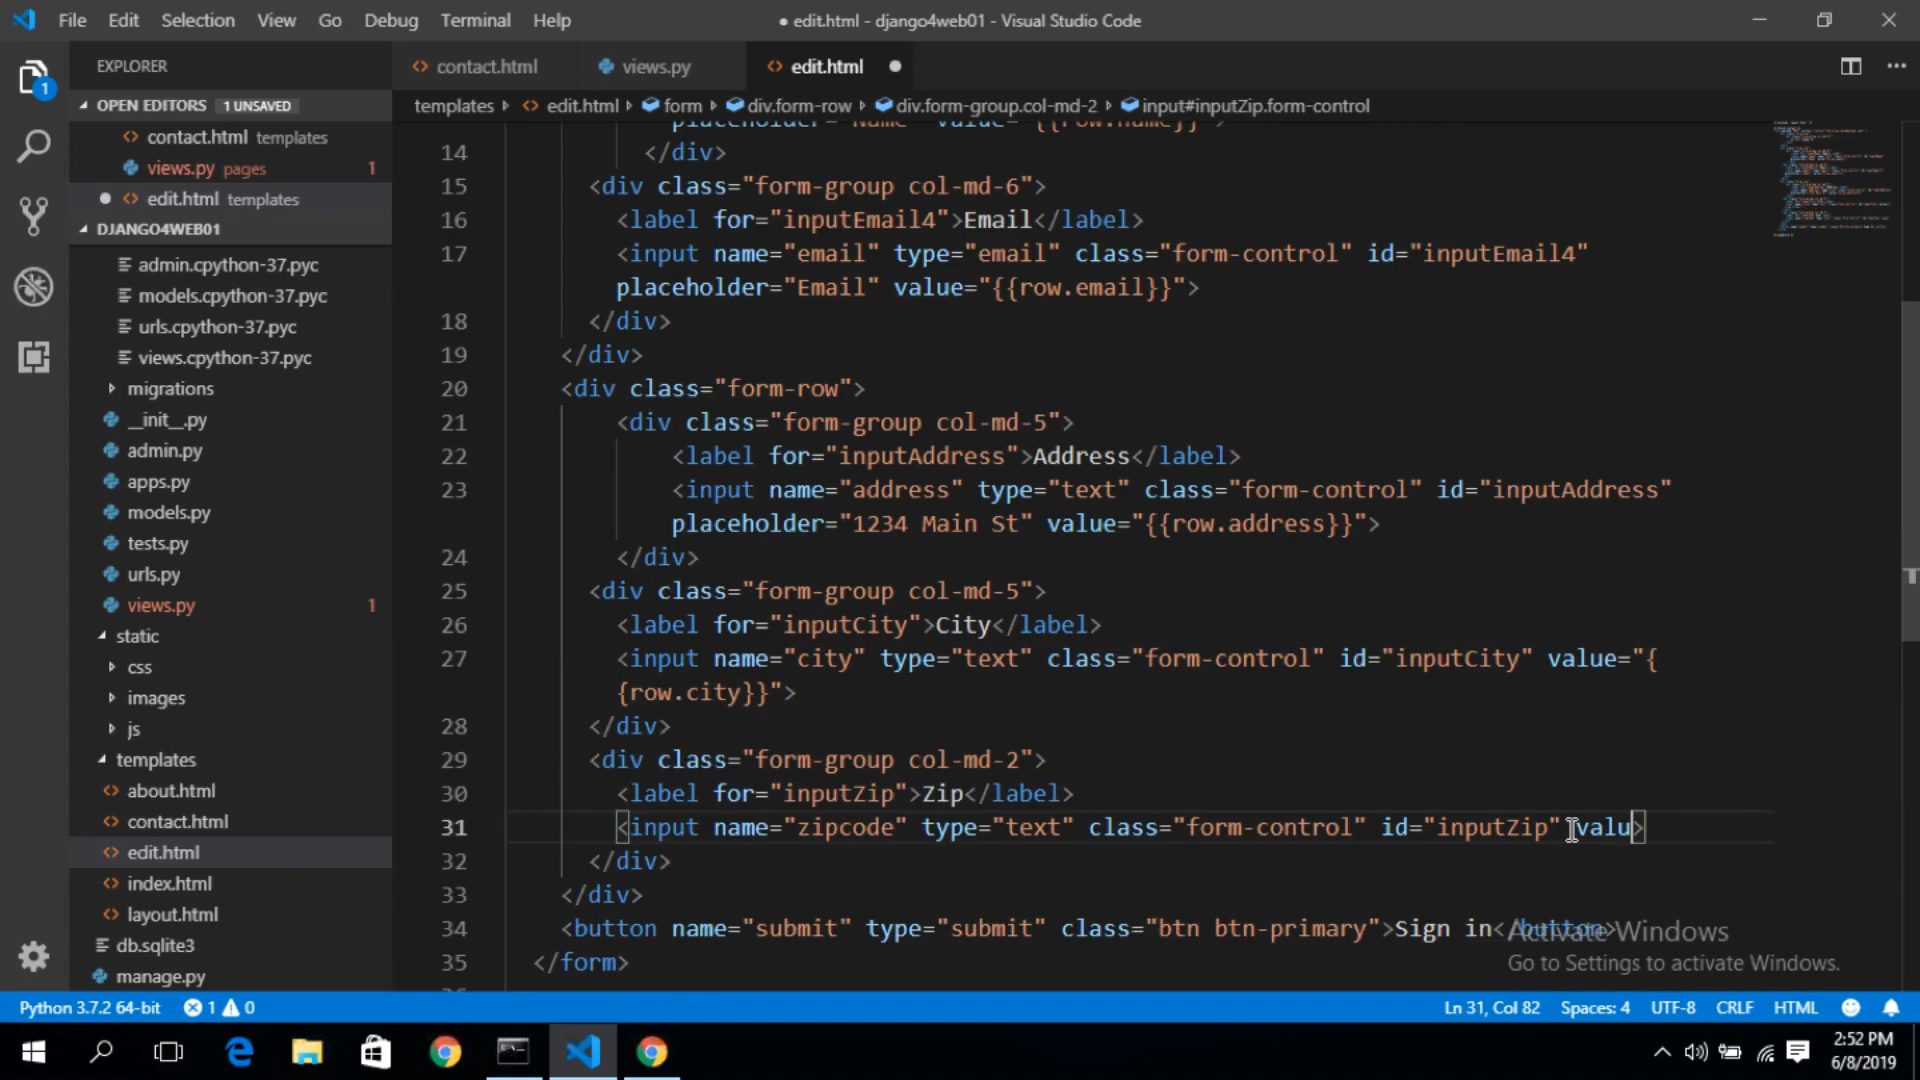 File Edit Selection View Go Debug Terminal Help
● edit.html - django4web01 - Visual Studio Code
EXPLORER
contact.html views.py edit.html
OPEN EDITORS 1 UNSAVED
templates edit.html form div.form-row div.form-group.col-md-2 input#inputZip.form-control
contact.html templates
views.py pages 1
edit.html templates
DJANGO4WEB01
admin.cpython-37.pyc
models.cpython-37.pyc
urls.cpython-37.pyc
views.cpython-37.pyc
migrations
__init__.py
admin.py
apps.py
models.py
tests.py
urls.py
views.py 1
static
css
images
js
templates
about.html
contact.html
edit.html
index.html
layout.html
db.sqlite3
manage.py
placeholder="Name" value="{{row.name}}">
14 </div>
15 <div class="form-group col-md-6">
16 <label for="inputEmail4">Email</label>
17 <input name="email" type="email" class="form-control" id="inputEmail4"
placeholder="Email" value="{{row.email}}">
18 </div>
19 </div>
20 <div class="form-row">
21 <div class="form-group col-md-5">
22 <label for="inputAddress">Address</label>
23 <input name="address" type="text" class="form-control" id="inputAddress"
placeholder="1234 Main St" value="{{row.address}}">
24 </div>
25 <div class="form-group col-md-5">
26 <label for="inputCity">City</label>
27 <input name="city" type="text" class="form-control" id="inputCity" value="{
{row.city}}">
28 </div>
29 <div class="form-group col-md-2">
30 <label for="inputZip">Zip</label>
31 <input name="zipcode" type="text" class="form-control" id="inputZip" valu>
32 </div>
33 </div>
34 <button name="submit" type="submit" class="btn btn-primary">Sign in</button>
35 </form>
Activate Windows
Go to Settings to activate Windows.
Python 3.7.2 64-bit 1 0
Ln 31, Col 82 Spaces: 4 UTF-8 CRLF HTML
2:52 PM
6/8/2019
1